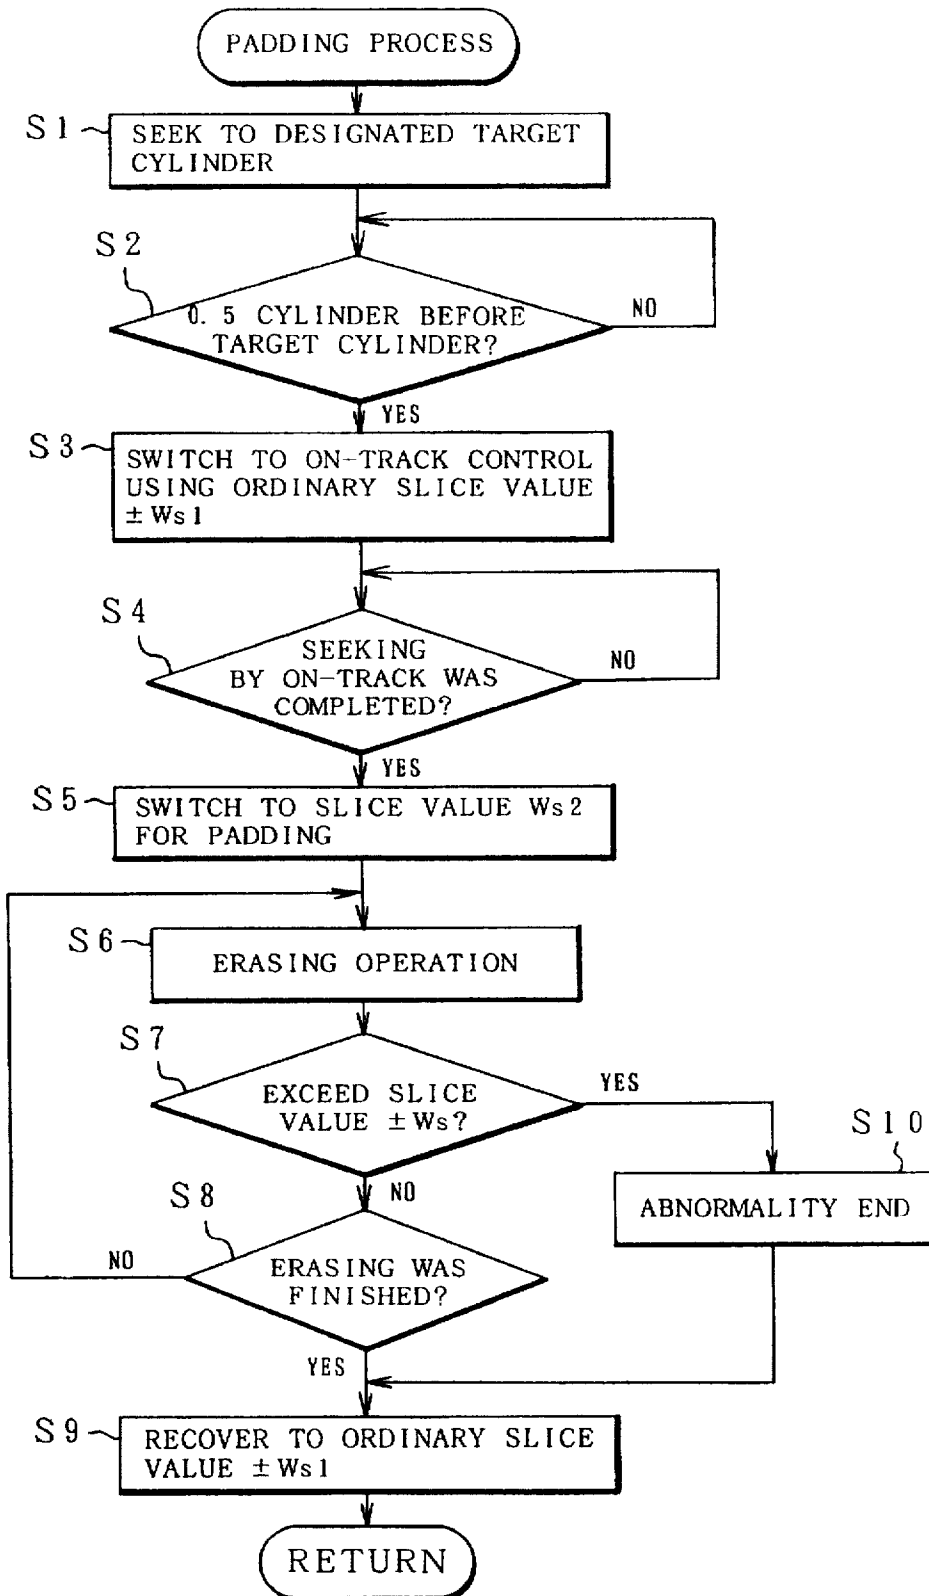 PADDING PROCESS
S1
SEEK TO DESIGNATED TARGET
CYLINDER
S2
0.5 CYLINDER BEFORE
TARGET CYLINDER?
NO
YES
S3
SWITCH TO ON-TRACK CONTROL
USING ORDINARY SLICE VALUE
±Ws1
S4
SEEKING
BY ON-TRACK WAS
COMPLETED?
NO
YES
S5
SWITCH TO SLICE VALUE Ws2
FOR PADDING
S6
ERASING OPERATION
S7
EXCEED SLICE
VALUE ±Ws?
YES
NO
S10
ABNORMALITY END
S8
ERASING WAS
FINISHED?
NO
YES
S9
RECOVER TO ORDINARY SLICE
VALUE ±Ws1
RETURN